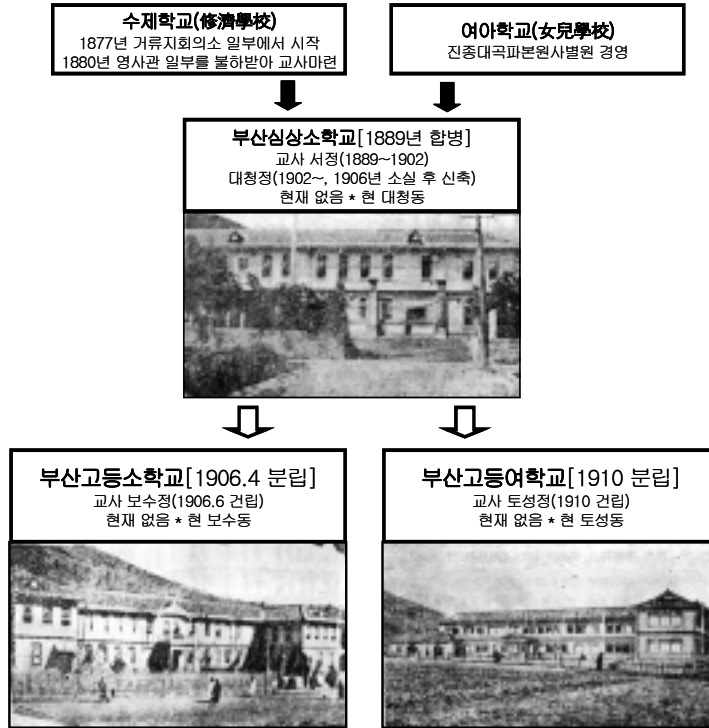 수제학교(修濟學校)
1877년 거류지회의소 일부에서 시작
1880년 영사관 일부를 불하받아 교사마련
여아학교(女兒學校)
진종대곡파본원사별원 경영
부산심상소학교[1889년 합병]
교사 서정(1889~1902)
대청정(1902~, 1906년 소실 후 신축)
현재 없음 * 현 대청동
부산고등소학교[1906.4 분립]
교사 보수정(1906.6 건립)
현재 없음 * 현 보수동
부산고등여학교[1910 분립]
교사 토성정(1910 건립)
현재 없음 * 현 토성동